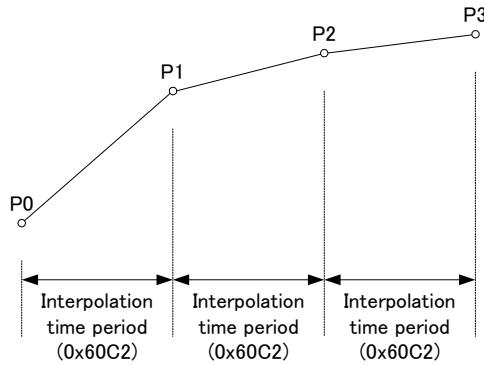 P3
P2
P1
P0
Interpolation
time period
(0x60C2)
Interpolation
time period
(0x60C2)
Interpolation
time period
(0x60C2)